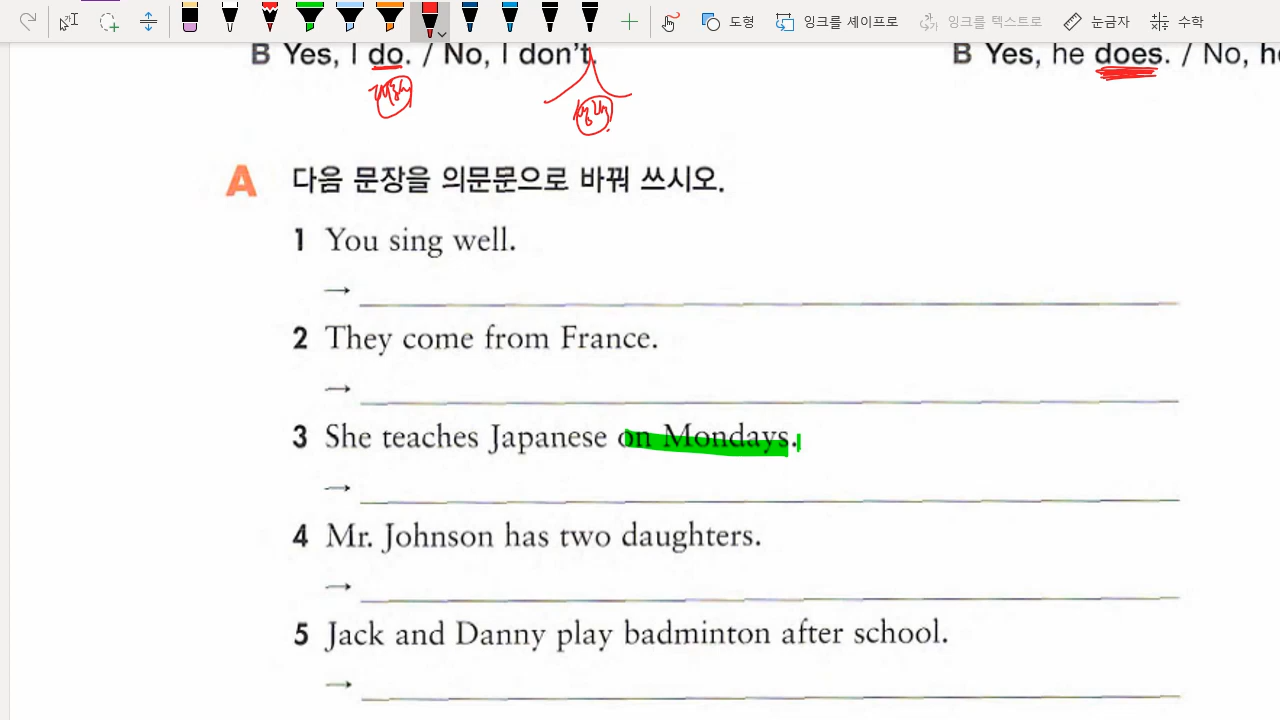 도형 잉크를 셰이프로 잉크를 텍스트로 눈금자 수학
B Yes, I do. / No, I don't.
B Yes, he does. / No, he
A 다음 문장을 의문문으로 바꿔 쓰시오.
1 You sing well.
→
2 They come from France.
→
3 She teaches Japanese on Mondays.
→
4 Mr. Johnson has two daughters.
→
5 Jack and Danny play badminton after school.
→